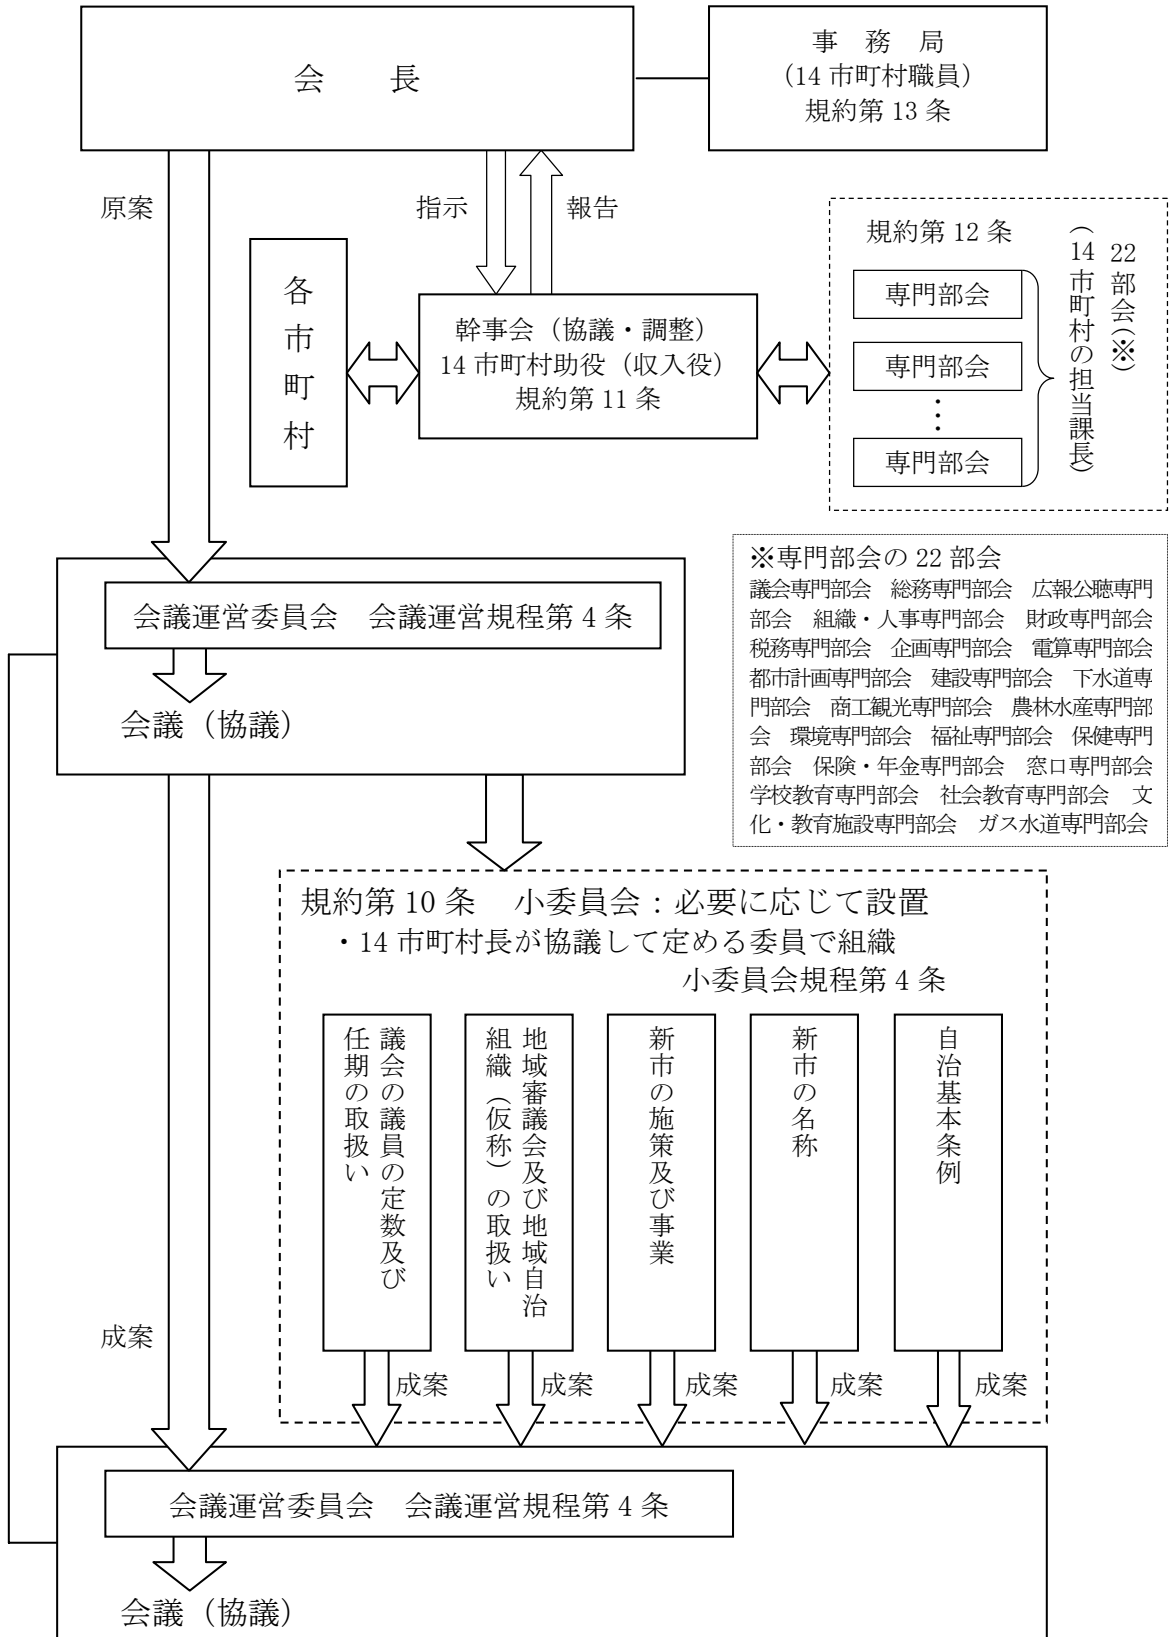 会　　長
事　務　局
(14 市町村職員)
規約第 13 条
原案
指示
報告
各市町村
幹事会（協議・調整）
14 市町村助役（収入役）
規約第 11 条
規約第 12 条
専門部会
専門部会
⋮
専門部会
22 部会(※)
(14 市町村の担当課長)
※専門部会の 22 部会
議会専門部会　総務専門部会　広報公聴専門
部会　組織・人事専門部会　財政専門部会
税務専門部会　企画専門部会　電算専門部会
都市計画専門部会　建設専門部会　下水道専
門部会　商工観光専門部会　農林水産専門部
会　環境専門部会　福祉専門部会　保健専門
部会　保険・年金専門部会　窓口専門部会
学校教育専門部会　社会教育専門部会　文
化・教育施設専門部会　ガス水道専門部会
会議運営委員会　会議運営規程第 4 条
会議（協議）
規約第 10 条　小委員会：必要に応じて設置
・14 市町村長が協議して定める委員で組織
小委員会規程第 4 条
議会の議員の定数及び
任期の取扱い
地域審議会及び地域自治
組織（仮称）の取扱い
新市の施策及び事業
新市の名称
自治基本条例
成案
成案
成案
成案
成案
成案
会議運営委員会　会議運営規程第 4 条
会議（協議）